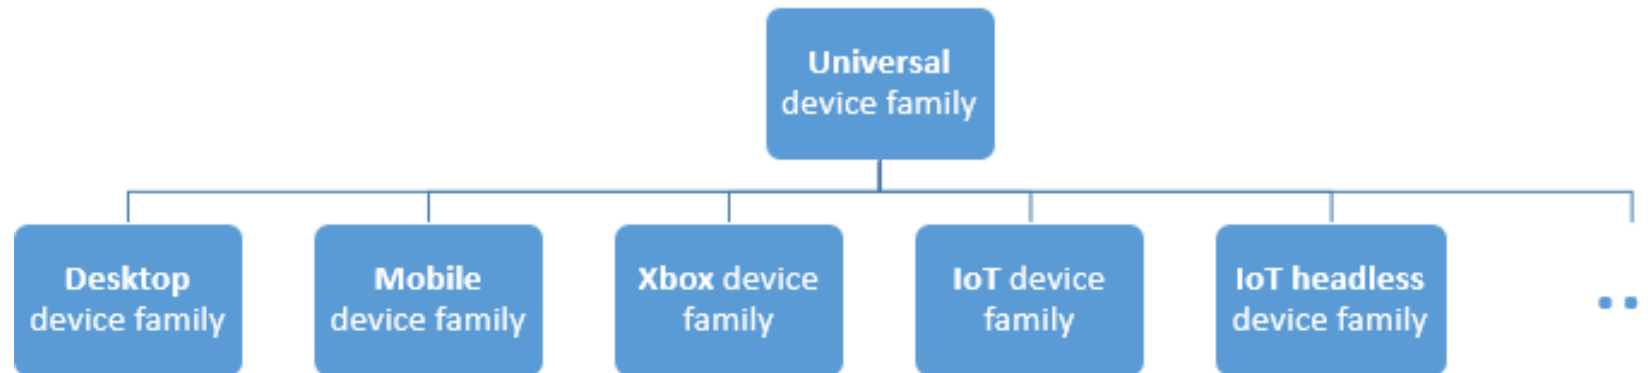 Universal
device family
Desktop
device family
Mobile
device family
Xbox device
family
IoT device
family
IoT headless
device family
..